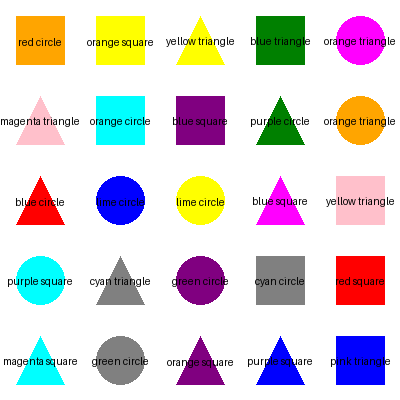 red circle
orange square
yellow triangle
blue triangle
orange triangle
magenta triangle
orange circle
blue square
purple circle
orange triangle
blue circle
lime circle
lime circle
blue square
yellow triangle
purple square
cyan triangle
green circle
cyan circle
red square
magenta square
green circle
orange square
purple square
pink triangle